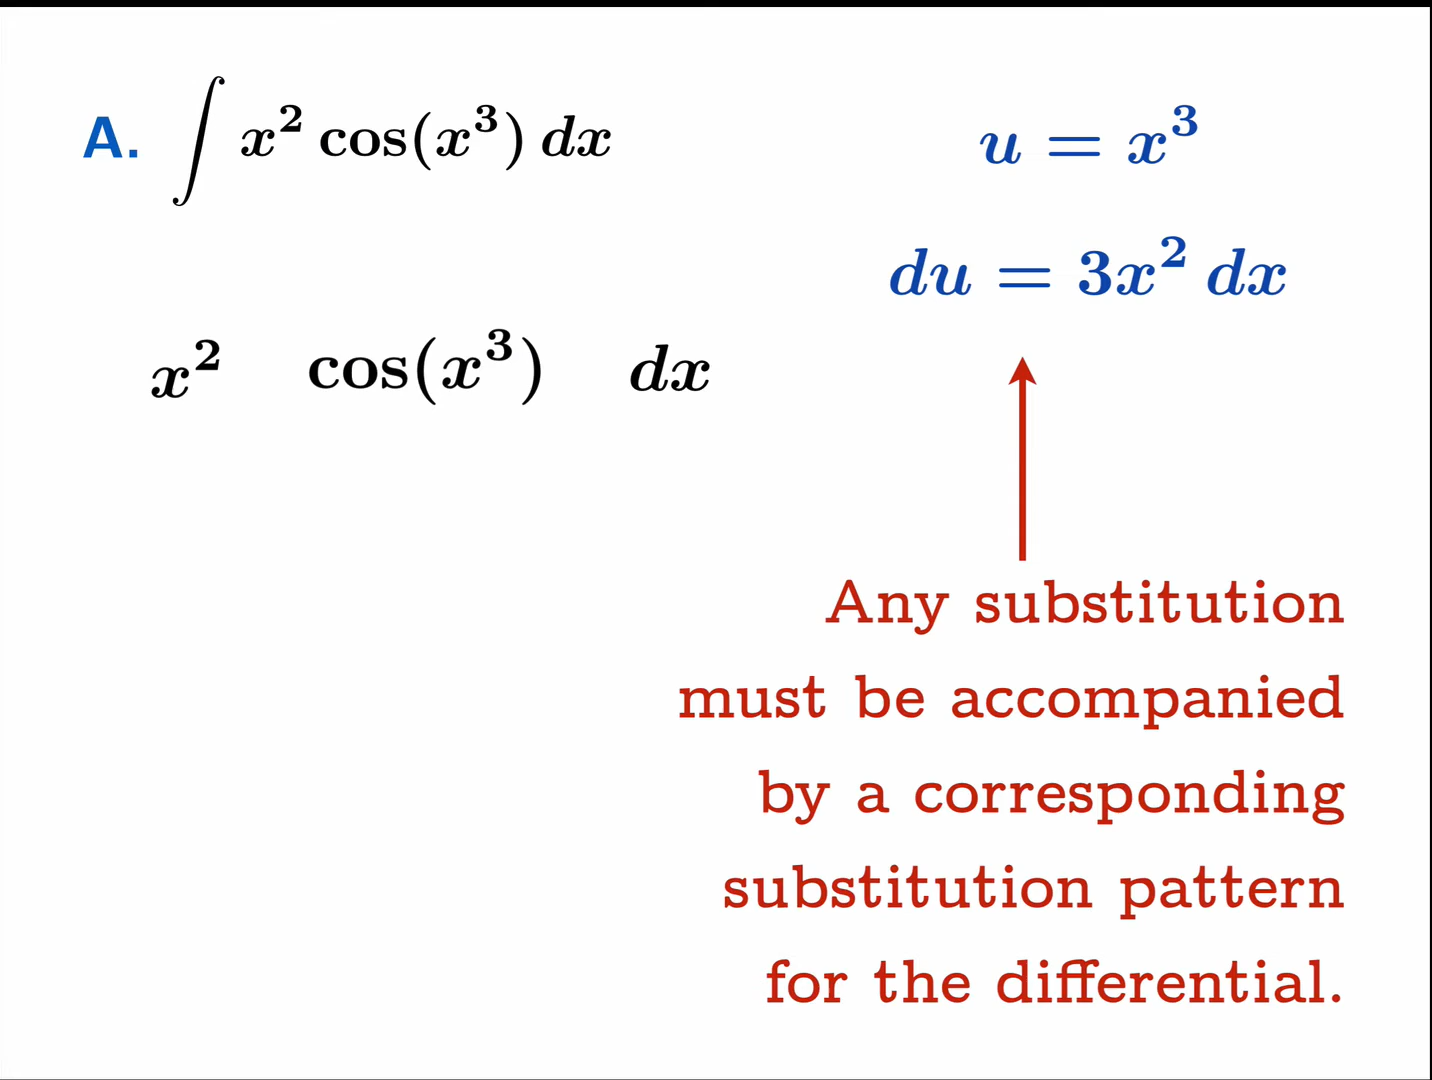 A. ∫ x² cos(x³) dx
u = x³
du = 3x² dx
x² cos(x³) dx
Any substitution
must be accompanied
by a corresponding
substitution pattern
for the differential.